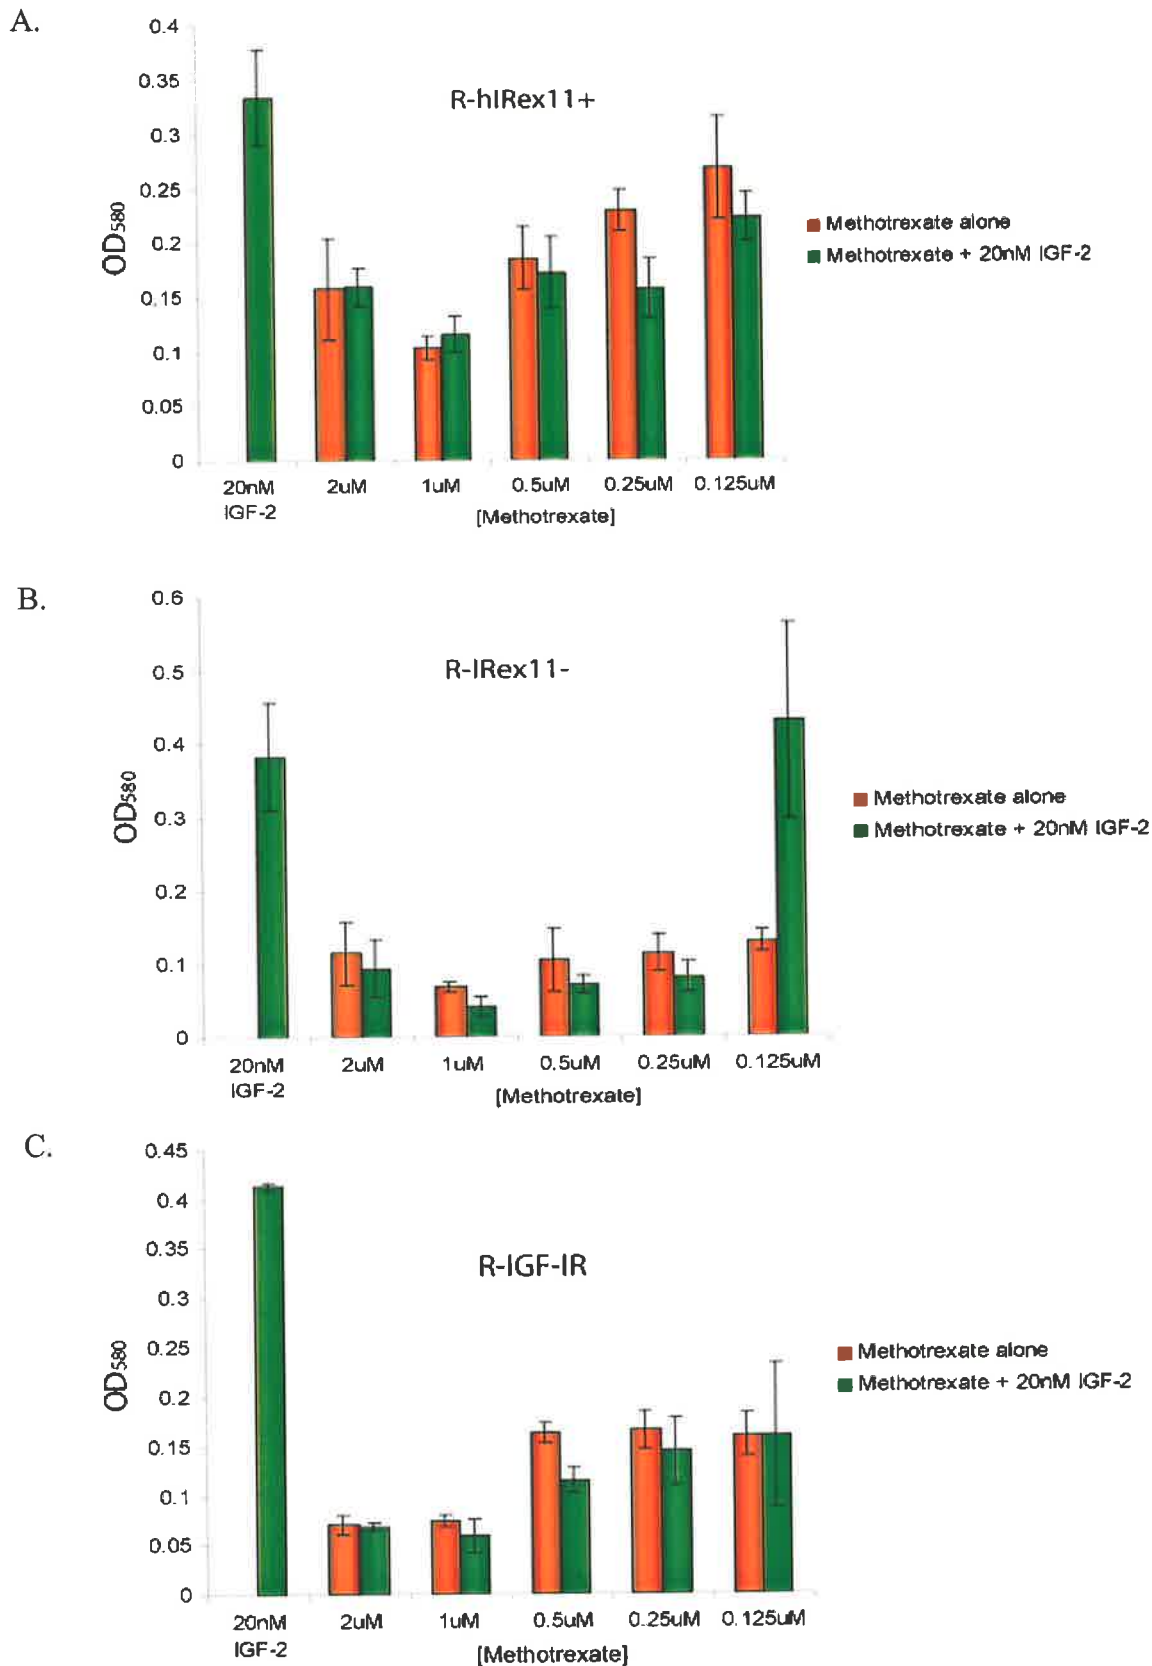 A.
R-hIRex11+
0.4
0.35
0.3
0.25
0.2
0.15
0.1
0.05
0
OD580
Methotrexate alone
Methotrexate + 20nM IGF-2
20nM 2uM 1uM 0.5uM 0.25uM 0.125uM
IGF-2
[Methotrexate]
B.
R-IRex11-
0.6
0.5
0.4
0.3
0.2
0.1
0
OD580
Methotrexate alone
Methotrexate + 20nM IGF-2
20nM 2uM 1uM 0.5uM 0.25uM 0.125uM
IGF-2
[Methotrexate]
C.
R-IGF-IR
0.45
0.4
0.35
0.3
0.25
0.2
0.15
0.1
0.05
0
OD580
Methotrexate alone
Methotrexate + 20nM IGF-2
20nM 2uM 1uM 0.5uM 0.25uM 0.125uM
IGF-2
[Methotrexate]